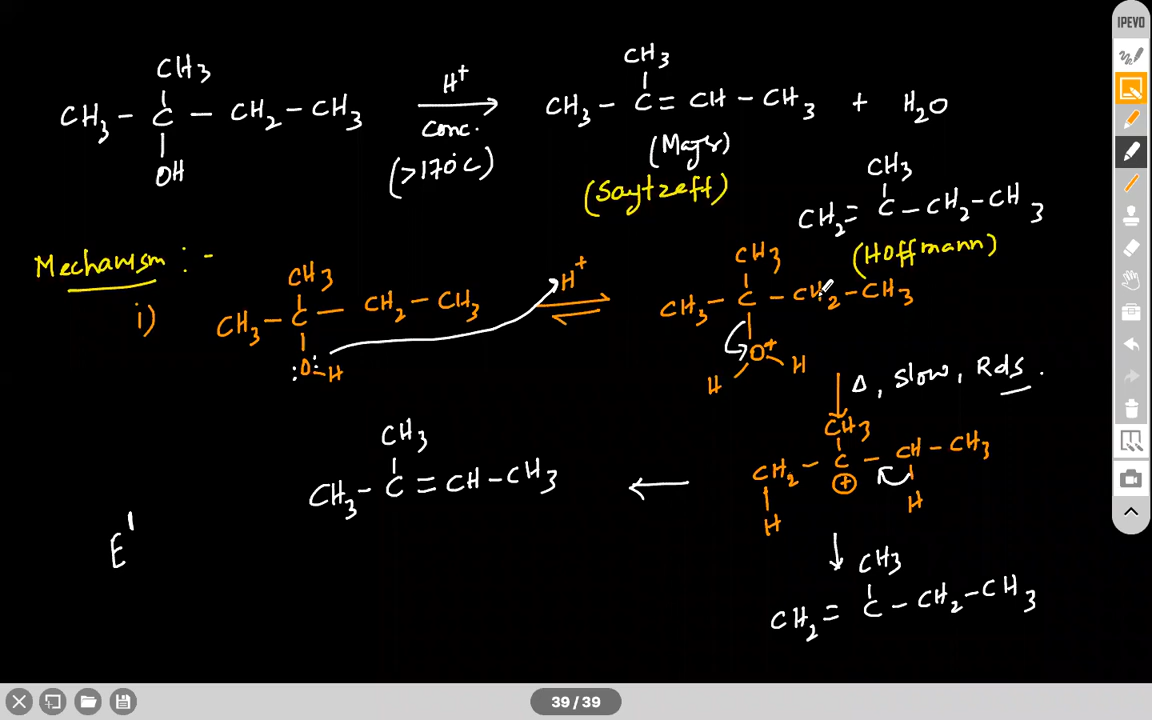 IPEVO
CH3 CH3
CH3 - C - CH2 - CH3 H+ CH3 - C = CH - CH3 + H2O
OH conc. (Major)
(>170°C) (Saytzeff)
CH3
CH2 = C - CH2 - CH3
(Hoffmann)
Mechanism :-
i)
CH3
CH3 - C - CH2 - CH3
:O: - H
H+
CH3
CH3 - C - CH2 - CH3
O+
H H
Δ, Slow, Rds.
CH3
CH2 - C - CH - CH3
+
H H
CH3
CH3 - C = CH - CH3
E1
CH3
CH2 = C - CH2 - CH3
39 / 39